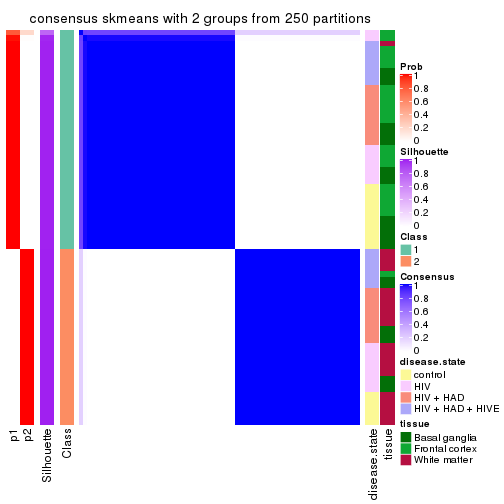 consensus skmeans with 2 groups from 250 partitions
Prob
1
0.8
0.6
0.4
0.2
0
Silhouette
1
0.8
0.6
0.4
0.2
0
Class
1
2
Consensus
1
0.8
0.6
0.4
0.2
0
disease.state
control
HIV
HIV + HAD
HIV + HAD + HIVE
tissue
Basal ganglia
Frontal cortex
White matter
p1
p2
Silhouette
Class
disease.state
tissue